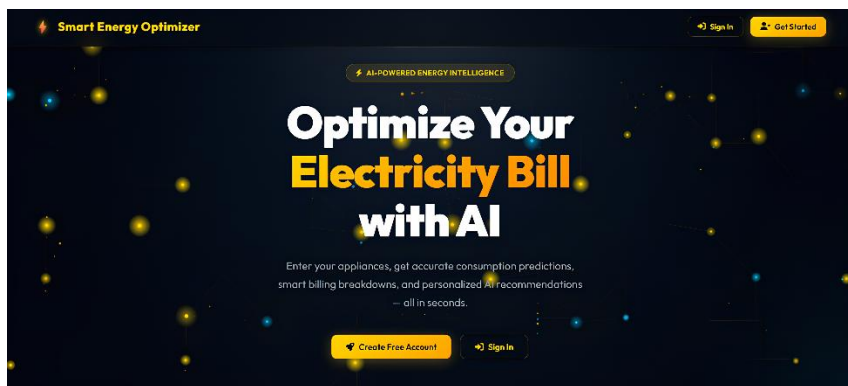 Smart Energy Optimizer
Sign In
Get Started
AI-POWERED ENERGY INTELLIGENCE
Optimize Your
Electricity Bill
with AI
Enter your appliances, get accurate consumption predictions,
smart billing breakdowns, and personalized AI recommendations
— all in seconds.
Create Free Account
Sign In